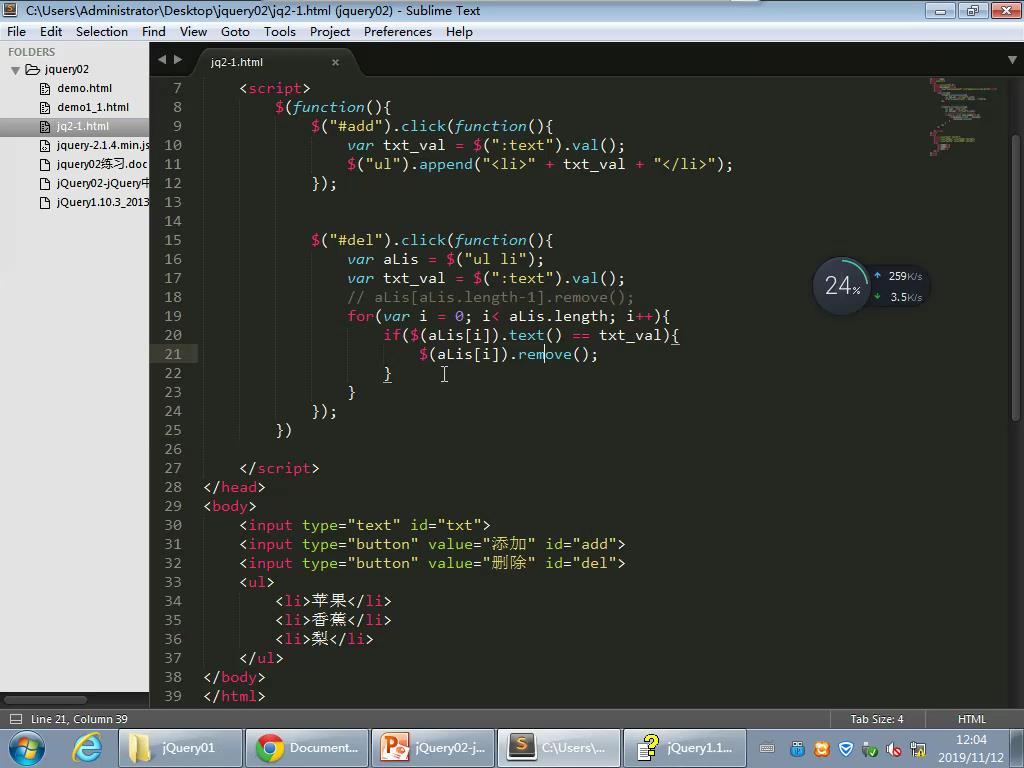 C:\Users\Administrator\Desktop\jquery02\jq2-1.html (jquery02) - Sublime Text
File Edit Selection Find View Goto Tools Project Preferences Help
FOLDERS
jquery02
demo.html
demo1_1.html
jq2-1.html
jquery-2.1.4.min.js
jquery02练习.doc
jQuery02-jQuery中
jQuery1.10.3_2013
jq2-1.html ×
7 <script>
8 $(function(){
9 $("#add").click(function(){
10 var txt_val = $(":text").val();
11 $("ul").append("<li>" + txt_val + "</li>");
12 });
13
14
15 $("#del").click(function(){
16 var aLis = $("ul li");
17 var txt_val = $(":text").val();
18 // aLis[aLis.length-1].remove();
19 for(var i = 0; i< aLis.length; i++){
20 if($(aLis[i]).text() == txt_val){
21 $(aLis[i]).remove();
22 }
23 }
24 });
25 })
26
27 </script>
28 </head>
29 <body>
30 <input type="text" id="txt">
31 <input type="button" value="添加" id="add">
32 <input type="button" value="删除" id="del">
33 <ul>
34 <li>苹果</li>
35 <li>香蕉</li>
36 <li>梨</li>
37 </ul>
38 </body>
39 </html>
24%
259K/s
3.5K/s
Line 21, Column 39 Tab Size: 4 HTML
jQuery01 Document... jQuery02-j... C:\Users\... jQuery1.1...
12:04
2019/11/12